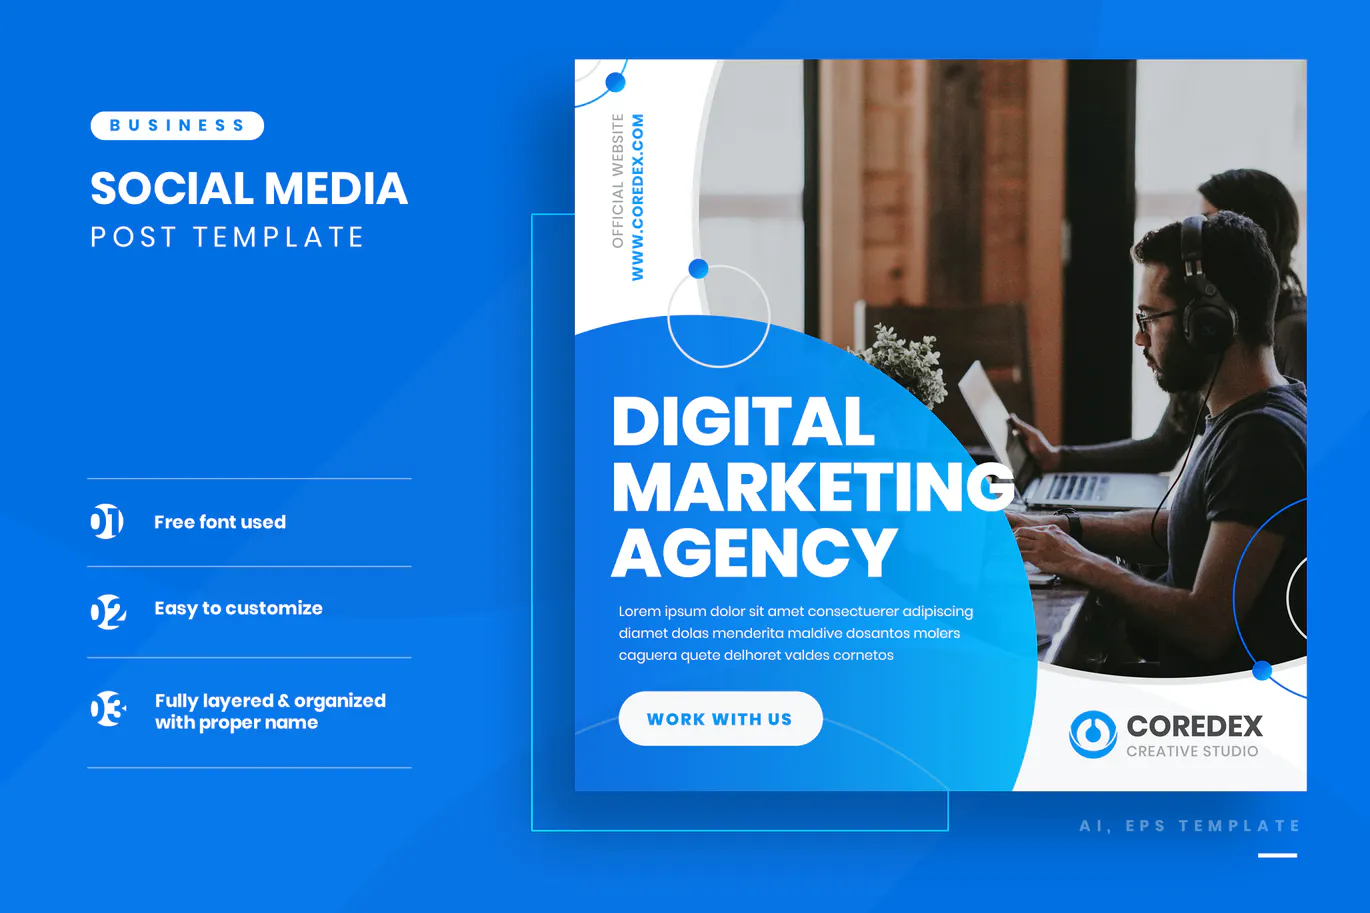 BUSINESS
SOCIAL MEDIA
POST TEMPLATE
01
Free font used
02
Easy to customize
03
Fully layered & organized
with proper name
OFFICIAL WEBSITE
WWW.COREDEX.COM
DIGITAL
MARKETING
AGENCY
Lorem ipsum dolor sit amet consectuerer adipiscing
diamet dolas menderita maldive dosantos molers
caguera quete delhoret valdes cornetos
WORK WITH US
COREDEX
CREATIVE STUDIO
AI, EPS TEMPLATE